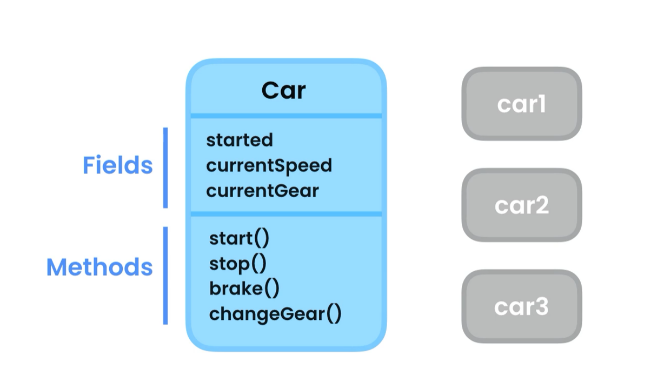 Car
Fields
started
currentSpeed
currentGear
Methods
start()
stop()
brake()
changeGear()
car1
car2
car3